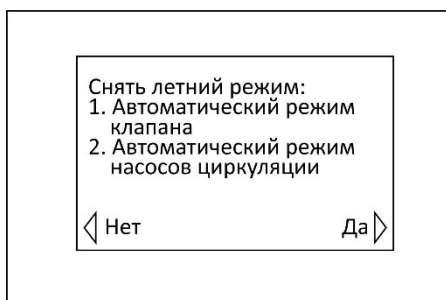 Снять летний режим:
1. Автоматический режим
клапана
2. Автоматический режим
насосов циркуляции
Нет
Да